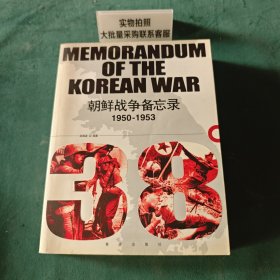 实物拍照
大批量采购联系客服
MEMORANDUM
OF THE
KOREAN WAR
朝鲜战争备忘录
1950-1953
38